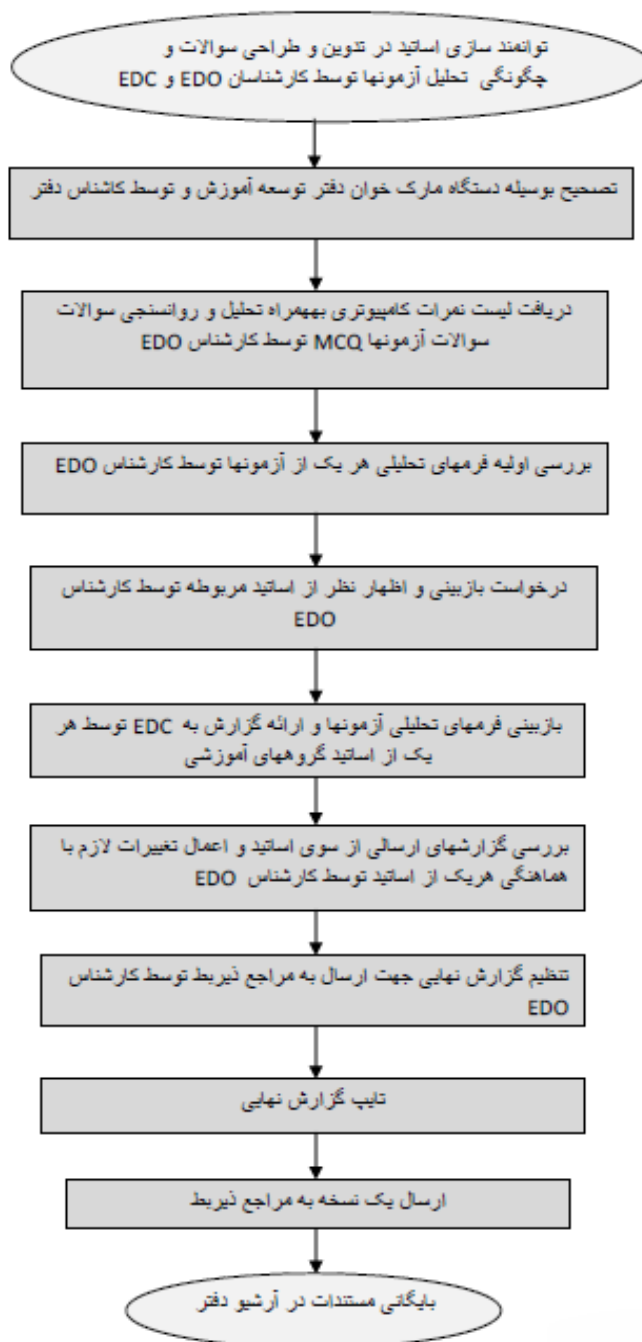 توانمند سازی اساتید در تدوین و طراحی سوالات و
چگونگی تحلیل آزمونها توسط کارشناسان EDO و EDC
تصحیح بوسیله دستگاه مارک خوان دفتر توسعه آموزش و توسط کاشناس دفتر
دریافت لیست نمرات کامپیوتری بههمراه تحلیل و روانسنجی سوالات
سوالات آزمونها MCQ توسط کارشناس EDO
بررسی اولیه فرمهای تحلیلی هر یک از آزمونها توسط کارشناس EDO
درخواست بازبینی و اظهار نظر از اساتید مربوطه توسط کارشناس
EDO
بازبینی فرمهای تحلیلی آزمونها و ارائه گزارش به EDC توسط هر
یک از اساتید گروههای آموزشی
بررسی گزارشهای ارسالی از سوی اساتید و اعمال تغییرات لازم با
هماهنگی هریک از اساتید توسط کارشناس EDO
تنظیم گزارش نهایی جهت ارسال به مراجع ذیربط توسط کارشناس
EDO
تایپ گزارش نهایی
ارسال یک نسخه به مراجع ذیربط
بایگانی مستندات در آرشیو دفتر